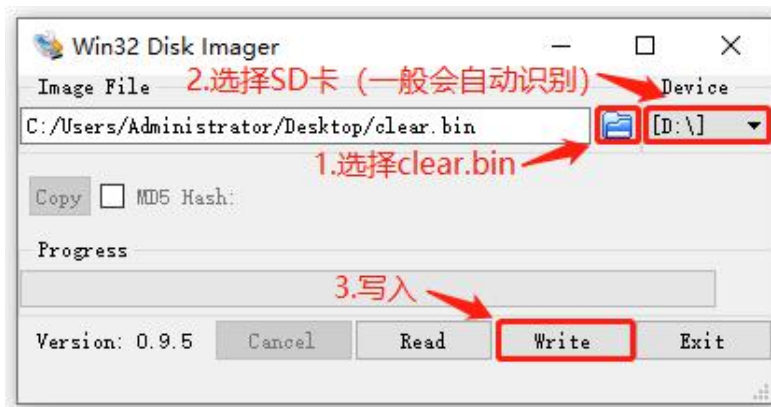 Win32 Disk Imager
2.选择SD卡（一般会自动识别）
Image File
Device
C:/Users/Administrator/Desktop/clear.bin
[D:\]
1.选择clear.bin
Copy
MD5 Hash:
Progress
3.写入
Version: 0.9.5
Cancel
Read
Write
Exit